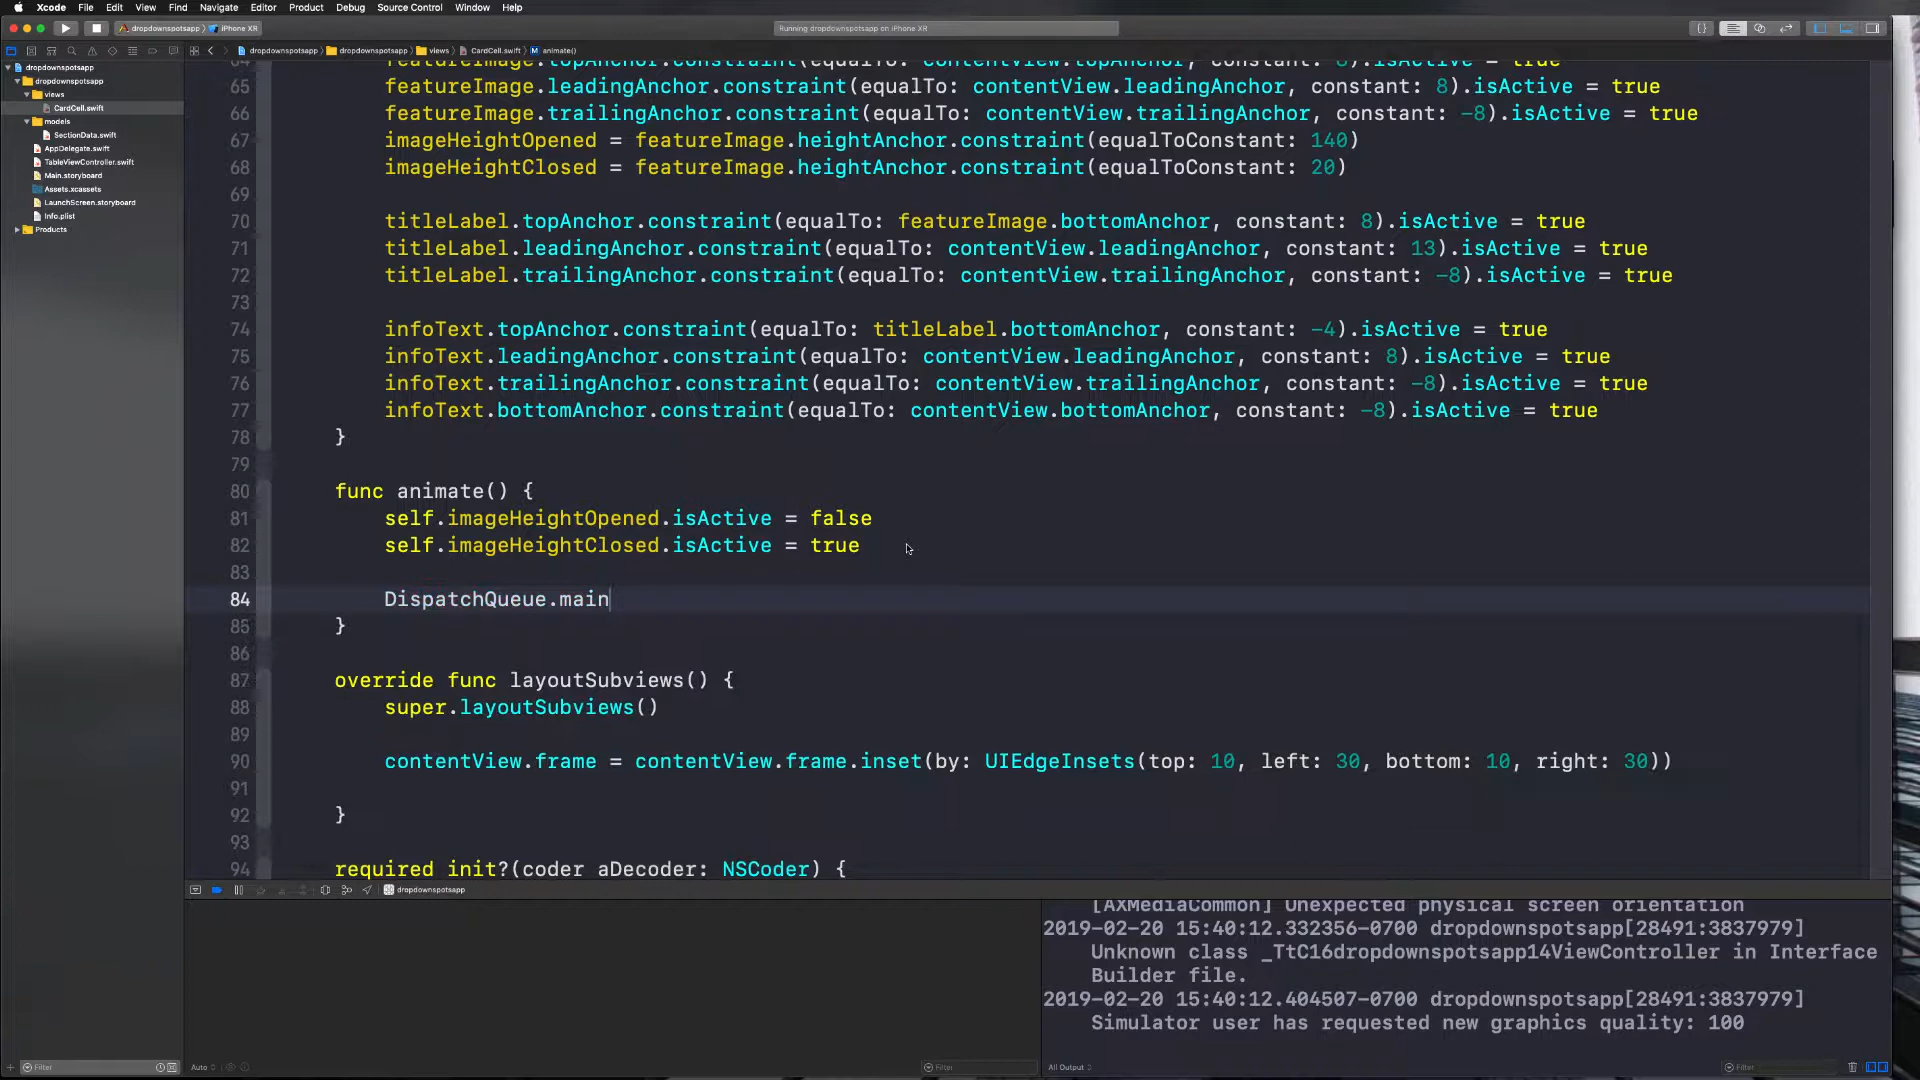 Xcode File Edit View Find Navigate Editor Product Debug Source Control Window Help
dropdownspotsapp iPhone XR
Running dropdownspotsapp on iPhone XR
dropdownspotsapp dropdownspotsapp views CardCell.swift M animate()
dropdownspotsapp
dropdownspotsapp
views
CardCell.swift
models
SectionData.swift
AppDelegate.swift
TableViewController.swift
Main.storyboard
Assets.xcassets
LaunchScreen.storyboard
Info.plist
Products
64 featureImage.topAnchor.constraint(equalTo: contentView.topAnchor, constant: 8).isActive = true
65 featureImage.leadingAnchor.constraint(equalTo: contentView.leadingAnchor, constant: 8).isActive = true
66 featureImage.trailingAnchor.constraint(equalTo: contentView.trailingAnchor, constant: -8).isActive = true
67 imageHeightOpened = featureImage.heightAnchor.constraint(equalToConstant: 140)
68 imageHeightClosed = featureImage.heightAnchor.constraint(equalToConstant: 20)
69
70 titleLabel.topAnchor.constraint(equalTo: featureImage.bottomAnchor, constant: 8).isActive = true
71 titleLabel.leadingAnchor.constraint(equalTo: contentView.leadingAnchor, constant: 13).isActive = true
72 titleLabel.trailingAnchor.constraint(equalTo: contentView.trailingAnchor, constant: -8).isActive = true
73
74 infoText.topAnchor.constraint(equalTo: titleLabel.bottomAnchor, constant: -4).isActive = true
75 infoText.leadingAnchor.constraint(equalTo: contentView.leadingAnchor, constant: 8).isActive = true
76 infoText.trailingAnchor.constraint(equalTo: contentView.trailingAnchor, constant: -8).isActive = true
77 infoText.bottomAnchor.constraint(equalTo: contentView.bottomAnchor, constant: -8).isActive = true
78 }
79
80 func animate() {
81 self.imageHeightOpened.isActive = false
82 self.imageHeightClosed.isActive = true
83
84 DispatchQueue.main
85 }
86
87 override func layoutSubviews() {
88 super.layoutSubviews()
89
90 contentView.frame = contentView.frame.inset(by: UIEdgeInsets(top: 10, left: 30, bottom: 10, right: 30))
91
92 }
93
94 required init?(coder aDecoder: NSCoder) {
dropdownspotsapp
[AXMediaCommon] Unexpected physical screen orientation
2019-02-20 15:40:12.332356-0700 dropdownspotsapp[28491:3837979]
Unknown class _TtC16dropdownspotsapp14ViewController in Interface
Builder file.
2019-02-20 15:40:12.404507-0700 dropdownspotsapp[28491:3837979]
Simulator user has requested new graphics quality: 100
Filter Auto Filter All Output Filter